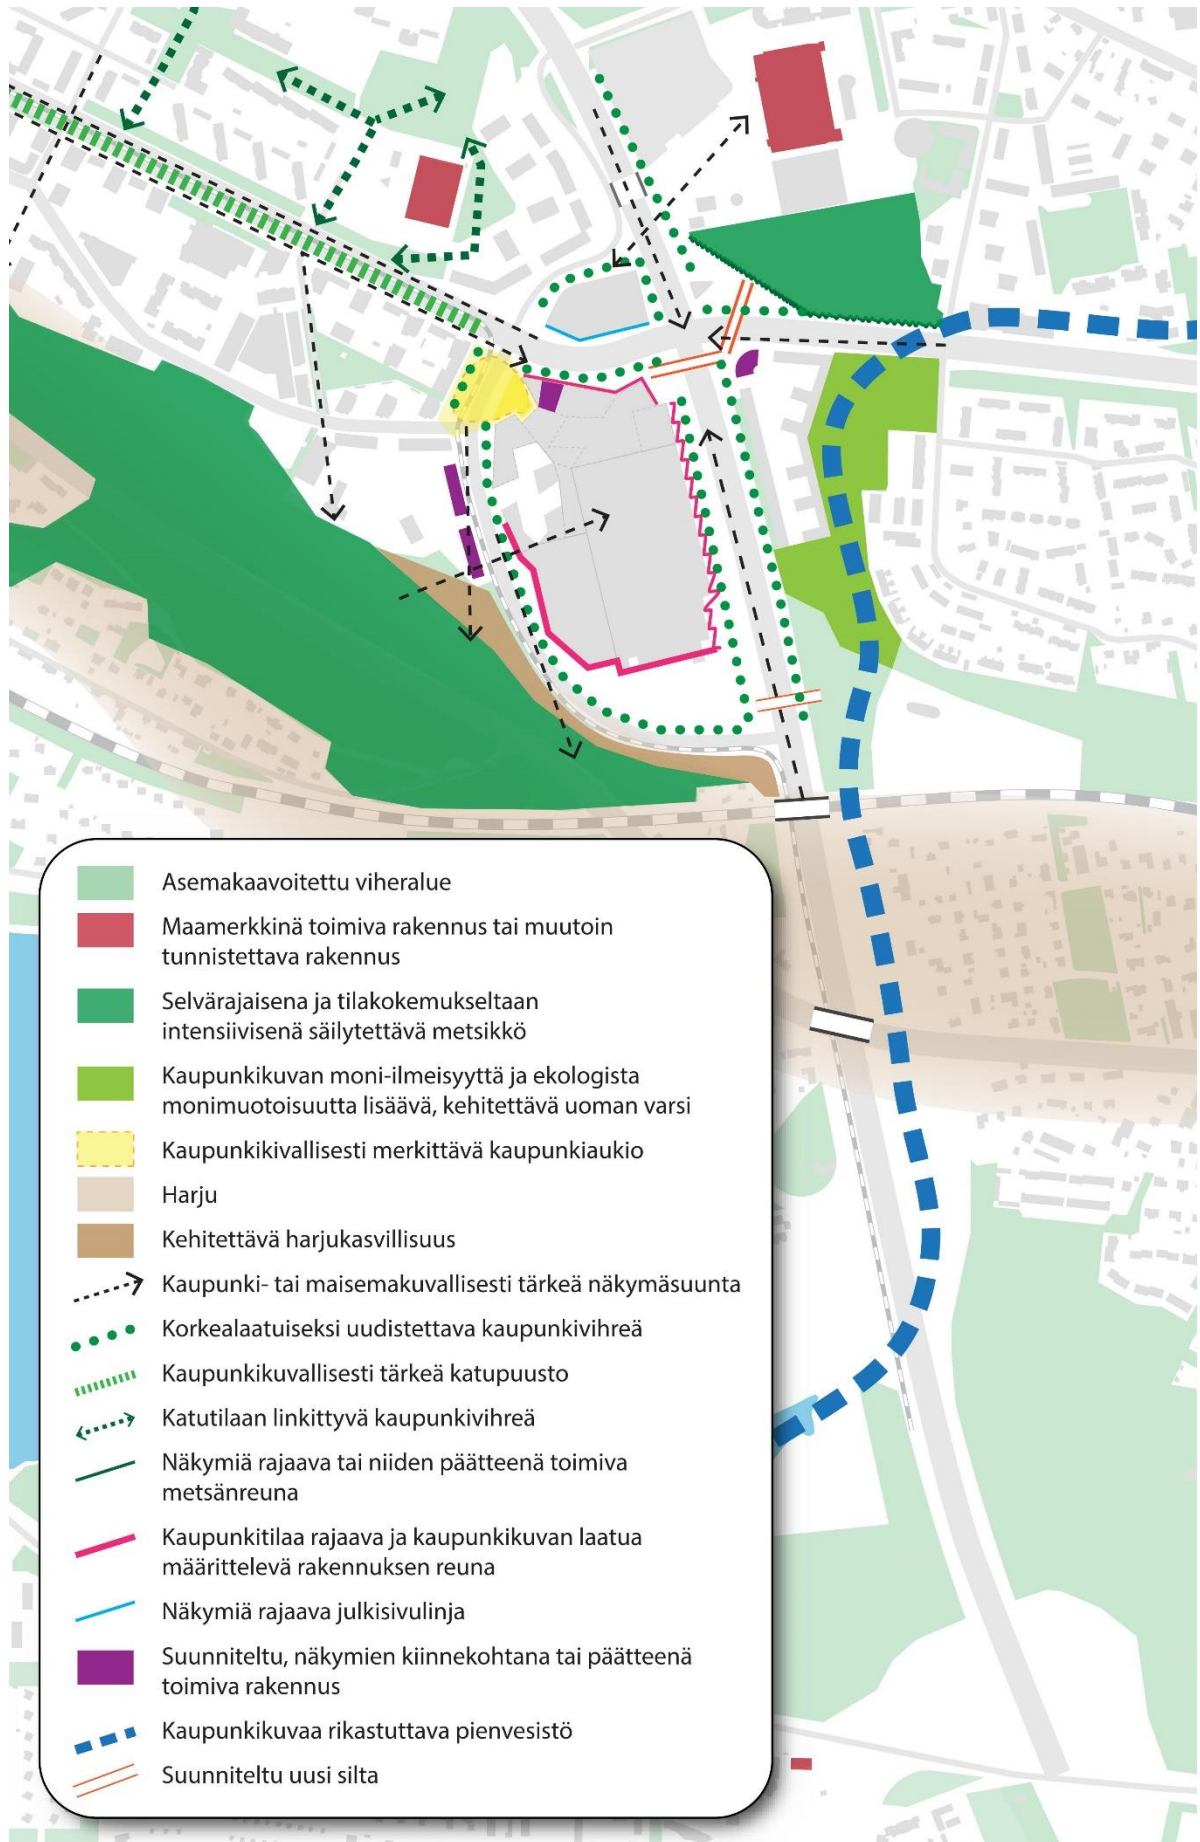 Asemakaavoitettu viheralue
Maamerkkinä toimiva rakennus tai muutoin
tunnistettava rakennus
Selvärajaisena ja tilakokemukseltaan
intensiivisenä säilytettävä metsikkö
Kaupunkikuvan moni-ilmeisyyttä ja ekologista
monimuotoisuutta lisäävä, kehitettävä uoman varsi
Kaupunkikivallisesti merkittävä kaupunkiaukio
Harju
Kehitettävä harjukasvillisuus
Kaupunki- tai maisemakuvallisesti tärkeä näkymäsuunta
Korkealaatuiseksi uudistettava kaupunkivihreä
Kaupunkikuvallisesti tärkeä katupuusto
Katutilaan linkittyvä kaupunkivihreä
Näkymiä rajaava tai niiden päätteenä toimiva
metsänreuna
Kaupunkitilaa rajaava ja kaupunkikuvan laatua
määrittelevä rakennuksen reuna
Näkymiä rajaava julkisivulinja
Suunniteltu, näkymien kiinnekohtana tai päätteenä
toimiva rakennus
Kaupunkikuvaa rikastuttava pienvesistö
Suunniteltu uusi silta